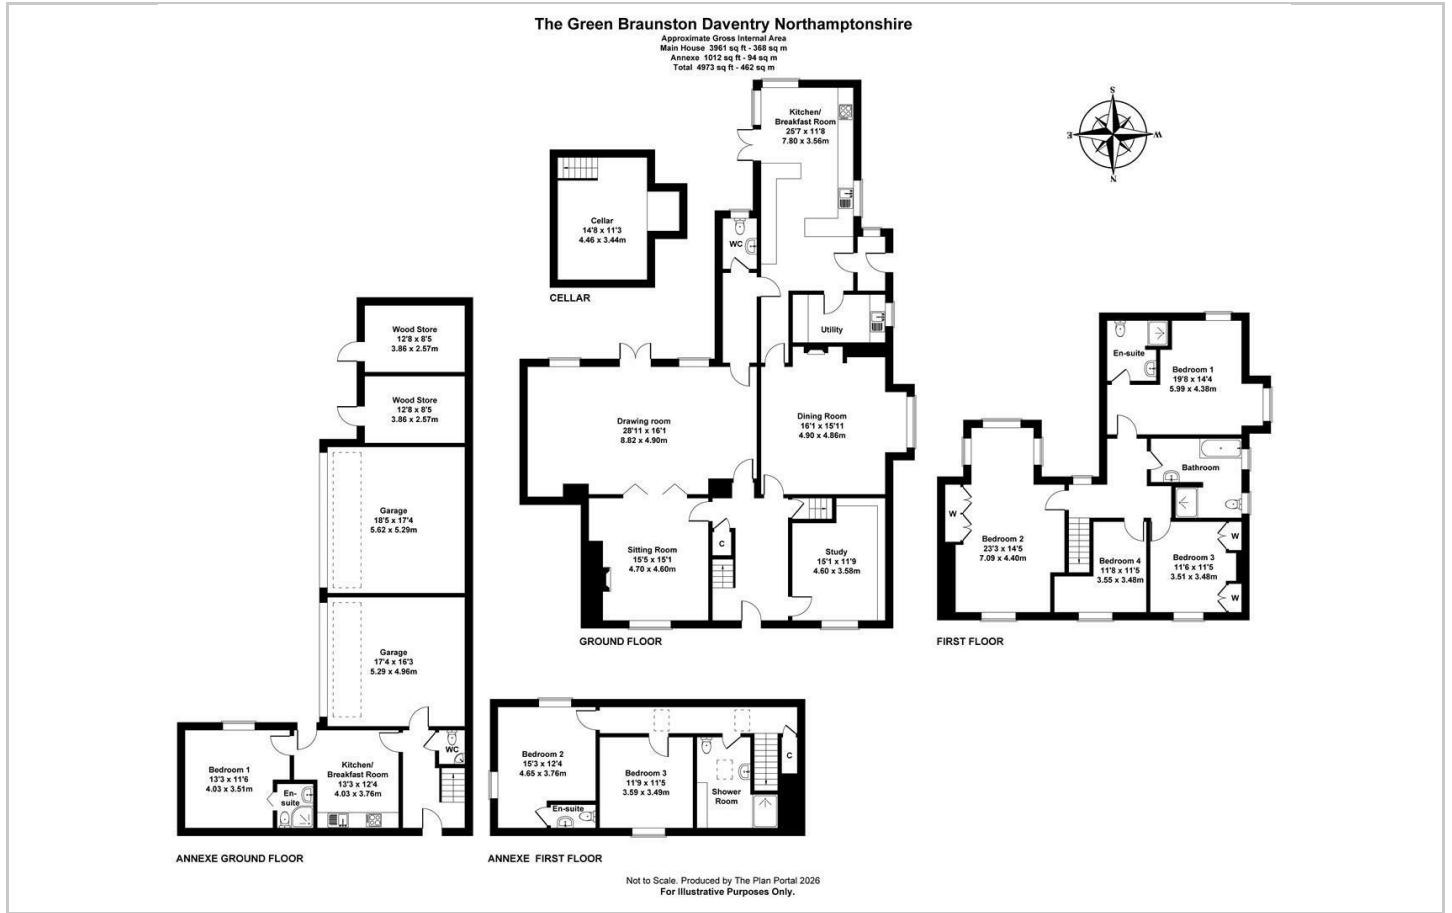 The Green Braunston Daventry Northamptonshire
Approximate Gross Internal Area
Main House 3961 sq ft - 368 sq m
Annexe 1012 sq ft - 94 sq m
Total 4973 sq ft - 462 sq m
S
E
W
N
Kitchen/
Breakfast Room
25'7 x 11'8
7.80 x 3.56m
Cellar
14'8 x 11'3
4.46 x 3.44m
CELLAR
WC
Utility
Wood Store
12'8 x 8'5
3.86 x 2.57m
Wood Store
12'8 x 8'5
3.86 x 2.57m
Garage
18'5 x 17'4
5.62 x 5.29m
Garage
17'4 x 16'3
5.29 x 4.96m
WC
Bedroom 1
13'3 x 11'6
4.03 x 3.51m
En-
suite
Kitchen/
Breakfast Room
13'3 x 12'4
4.03 x 3.76m
ANNEXE GROUND FLOOR
Drawing room
28'11 x 16'1
8.82 x 4.90m
Dining Room
16'1 x 15'11
4.90 x 4.86m
Sitting Room
15'5 x 15'1
4.70 x 4.60m
C
Study
15'1 x 11'9
4.60 x 3.58m
GROUND FLOOR
En-suite
Bedroom 1
19'8 x 14'4
5.99 x 4.38m
Bathroom
W
Bedroom 2
23'3 x 14'5
7.09 x 4.40m
Bedroom 4
11'8 x 11'5
3.55 x 3.48m
Bedroom 3
11'6 x 11'5
3.51 x 3.48m
W
W
FIRST FLOOR
Bedroom 2
15'3 x 12'4
4.65 x 3.76m
En-suite
Bedroom 3
11'9 x 11'5
3.59 x 3.49m
Shower
Room
C
ANNEXE FIRST FLOOR
Not to Scale. Produced by The Plan Portal 2026
For Illustrative Purposes Only.